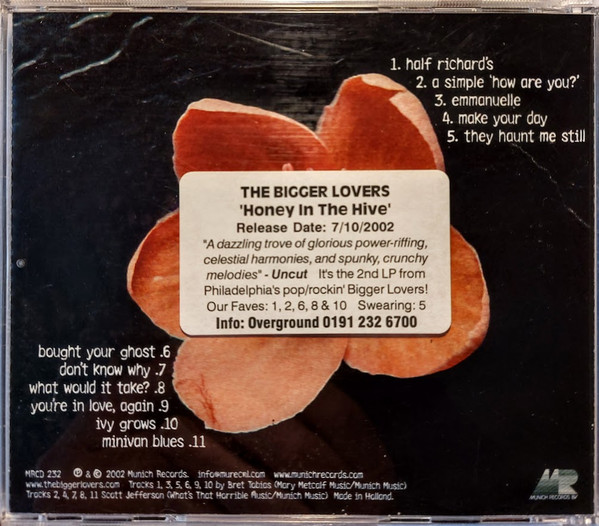 1. half richard's
2. a simple 'how are you?'
3. emmanuelle
4. make your day
5. they haunt me still
THE BIGGER LOVERS
'Honey In The Hive'
Release Date: 7/10/2002
"A dazzling trove of glorious power-riffing,
celestial harmonies, and spunky, crunchy
melodies" - Uncut It's the 2nd LP from
Philadelphia's pop/rockin' Bigger Lovers!
Our Faves: 1, 2, 6, 8 & 10 Swearing: 5
Info: Overground 0191 232 6700
bought your ghost .6
don't know why .7
what would it take? .8
you're in love, again .9
ivy grows .10
minivan blues .11
MRCD 232 ℗ & © 2002 Munich Records. info@murecxl.com www.munichrecords.com
www.thebiggerlovers.com Tracks 1, 3, 5, 6, 9, 10 by Bret Tobias (Mary Metcalf Music/Munich Music)
Tracks 2, 4, 7, 8, 11 Scott Jefferson (What's That Horrible Music/Munich Music) Made in Holland.
MR
MUNICH RECORDS BV